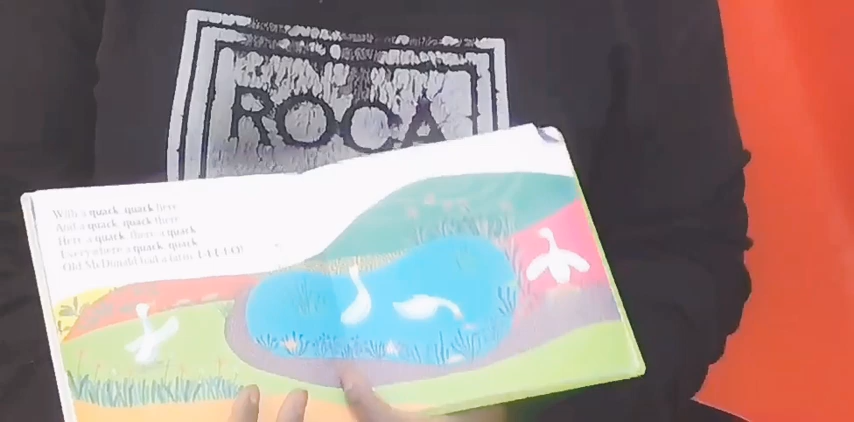 ROCA
With a quack, quack here
And a quack, quack there
Here a quack, there a quack
Everywhere a quack, quack
Old McDonald had a farm, E-I-E-I-O!